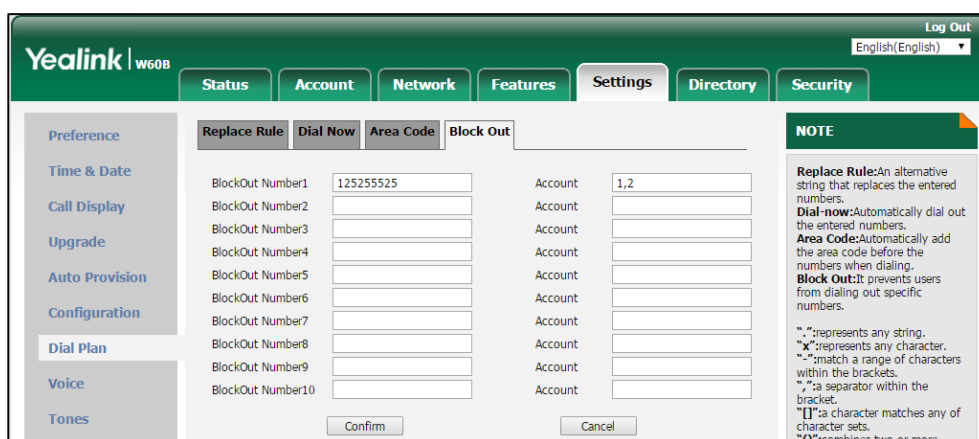 Log Out
Yealink | W60B
English(English)
Status Account Network Features Settings Directory Security
Preference
Time & Date
Call Display
Upgrade
Auto Provision
Configuration
Dial Plan
Voice
Tones
Replace Rule Dial Now Area Code Block Out
BlockOut Number1 125255525 Account 1,2
BlockOut Number2 Account
BlockOut Number3 Account
BlockOut Number4 Account
BlockOut Number5 Account
BlockOut Number6 Account
BlockOut Number7 Account
BlockOut Number8 Account
BlockOut Number9 Account
BlockOut Number10 Account
Confirm Cancel
NOTE
Replace Rule:An alternative
string that replaces the entered
numbers.
Dial-now:Automatically dial out
the entered numbers.
Area Code:Automatically add
the area code before the
numbers when dialing.
Block Out:It prevents users
from dialing out specific
numbers.
".":represents any string.
"x":represents any character.
"-":match a range of characters
within the brackets.
",":a separator within the
bracket.
"[]":a character matches any of
character sets.
"()":combines two or more